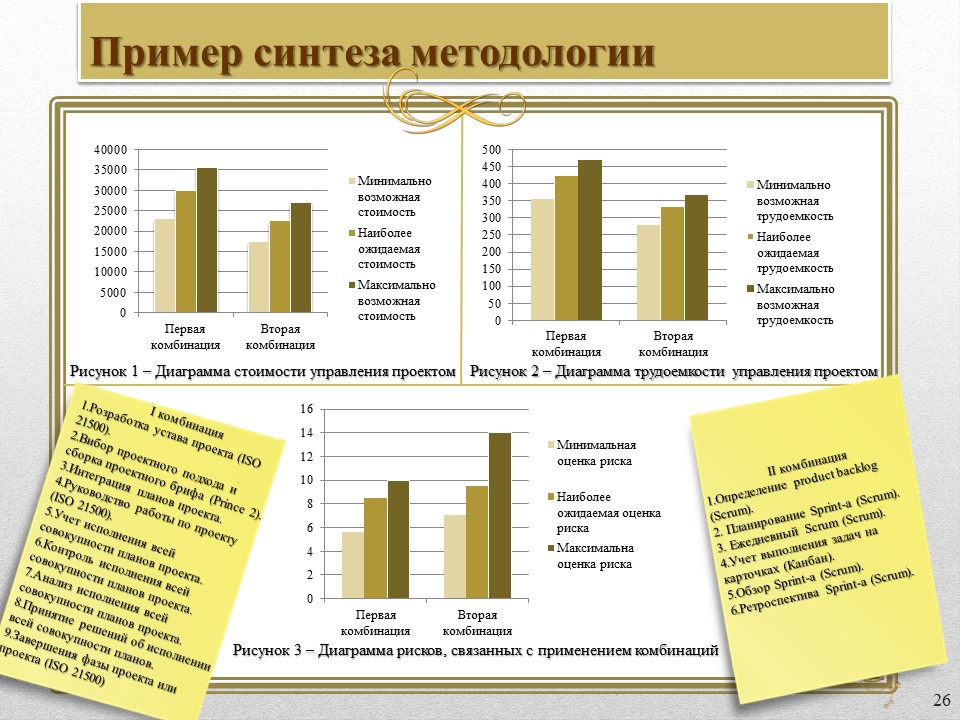 Пример синтеза методологии
40000
35000
30000
25000
20000
15000
10000
5000
0
Первая
комбинация
Вторая
комбинация
Минимально
возможная
стоимость
Наиболее
ожидаемая
стоимость
Максимально
возможная
стоимость
Рисунок 1 – Диаграмма стоимости управления проектом
500
450
400
350
300
250
200
150
100
50
0
Первая
комбинация
Вторая
комбинация
Минимально
возможная
трудоемкость
Наиболее
ожидаемая
трудоемкость
Максимально
возможная
трудоемкость
Рисунок 2 – Диаграмма трудоемкости управления проектом
I комбинация
1.Розработка устава проекта (ISO
21500).
2.Вибор проектного подхода и
сборка проектного брифа (Prince 2).
3.Интеграция планов проекта.
4.Руководство работы по проекту
(ISO 21500).
5.Учет исполнения всей
совокупности планов проекта.
6.Контроль исполнения всей
совокупности планов проекта.
7.Анализ исполнения всей
совокупности планов проекта.
8.Принятие решений об исполнении
всей совокупности планов.
9.Завершения фазы проекта или
проекта (ISO 21500)
16
14
12
10
8
6
4
2
0
Первая
комбинация
Вторая
комбинация
Минимальная
оценка риска
Наиболее
ожидаемая оценка
риска
Максимальна
оценка риска
Рисунок 3 – Диаграмма рисков, связанных с применением комбинаций
II комбинация
1.Определение product backlog
(Scrum).
2. Планирование Sprint-а (Scrum).
3. Ежедневный Scrum (Scrum).
4.Учет выполнения задач на
карточках (Канбан).
5.Обзор Sprint-а (Scrum).
6.Ретроспектива Sprint-а (Scrum).
26